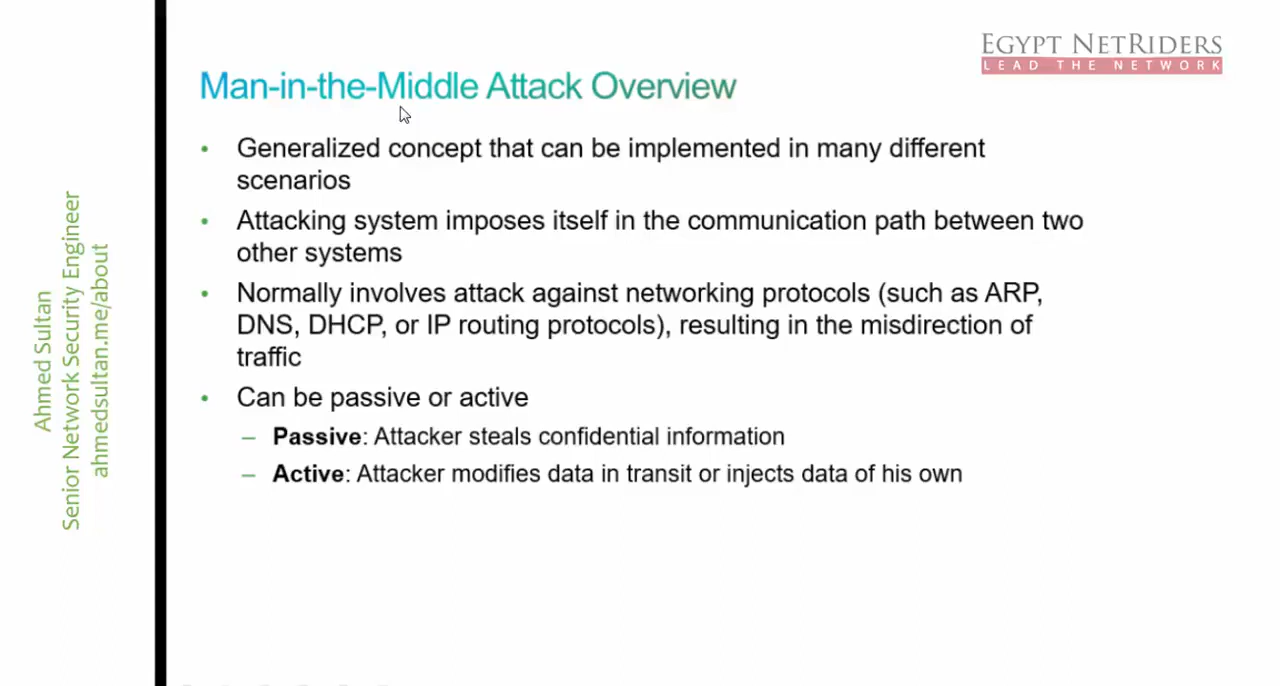 EGYPT NETRIDERS
LEAD THE NETWORK
Man-in-the-Middle Attack Overview
• Generalized concept that can be implemented in many different
scenarios
• Attacking system imposes itself in the communication path between two
other systems
• Normally involves attack against networking protocols (such as ARP,
DNS, DHCP, or IP routing protocols), resulting in the misdirection of
traffic
• Can be passive or active
– Passive: Attacker steals confidential information
– Active: Attacker modifies data in transit or injects data of his own
Ahmed Sultan
Senior Network Security Engineer
ahmedsultan.me/about